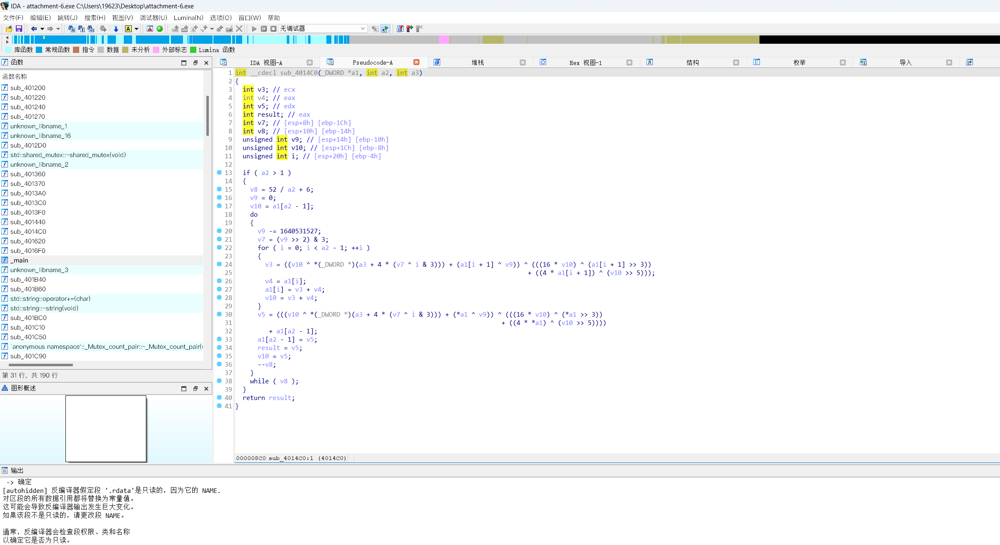 IDA - attachment-6.exe C:\Users\19623\Desktop\attachment-6.exe
文件(F) 编辑(E) 跳转(J) 搜索(H) 视图(V) 调试器(U) Lumina(N) 选项(O) 窗口(W) 帮助
无调试器
库函数 常规函数 指令 数据 未分析 外部标志 Lumina 函数
函数
函数名称
sub_401200
sub_401220
sub_401240
sub_401270
unknown_libname_1
unknown_libname_16
sub_4012D0
std::shared_mutex::~shared_mutex(void)
unknown_libname_2
sub_401360
sub_401370
sub_4013A0
sub_4013C0
sub_4013F0
sub_401440
sub_4014C0
sub_401620
sub_4016F0
_main
unknown_libname_3
sub_401B40
sub_401B60
std::string::operator+=(char)
std::string::~string(void)
sub_401BC0
sub_401C10
sub_401C50
`anonymous namespace'::_Mutex_count_pair::~_Mutex_count_pair(v
sub_401C90
第 31 行, 共 190 行
图形概述
IDA 视图-A Pseudocode-A 堆栈 Hex 视图-1 结构 枚举 导入
1 int __cdecl sub_4014C0(_DWORD *a1, int a2, int a3)
2 {
3 int v3; // ecx
4 int v4; // eax
5 int v5; // edx
6 int result; // eax
7 int v7; // [esp+8h] [ebp-1Ch]
8 int v8; // [esp+10h] [ebp-14h]
9 unsigned int v9; // [esp+14h] [ebp-10h]
10 unsigned int v10; // [esp+1Ch] [ebp-8h]
11 unsigned int i; // [esp+20h] [ebp-4h]
12
13 if ( a2 > 1 )
14 {
15 v8 = 52 / a2 + 6;
16 v9 = 0;
17 v10 = a1[a2 - 1];
18 do
19 {
20 v9 -= 1640531527;
21 v7 = (v9 >> 2) & 3;
22 for ( i = 0; i < a2 - 1; ++i )
23 {
24 v3 = ((v10 ^ *(_DWORD *)(a3 + 4 * (v7 ^ i & 3))) + (a1[i + 1] ^ v9)) ^ (((16 * v10) ^ (a1[i + 1] >> 3))
25 + ((4 * a1[i + 1]) ^ (v10 >> 5)));
26 v4 = a1[i];
27 a1[i] = v3 + v4;
28 v10 = v3 + v4;
29 }
30 v5 = (((v10 ^ *(_DWORD *)(a3 + 4 * (v7 ^ i & 3))) + (*a1 ^ v9)) ^ (((16 * v10) ^ (*a1 >> 3))
31 + ((4 * *a1) ^ (v10 >> 5))))
32 + a1[a2 - 1];
33 a1[a2 - 1] = v5;
34 result = v5;
35 v10 = v5;
36 --v8;
37 }
38 while ( v8 );
39 }
40 return result;
41 }
000008C0 sub_4014C0:1 (4014C0)
输出
-> 确定
[autohidden] 反编译器假定段 '.rdata'是只读的，因为它的 NAME.
对区段的所有数据引用都将替换为常量值。
这可能会导致反编译器输出发生巨大变化。
如果该段不是只读的，请更改段 NAME。
通常，反编译器会检查段权限、类和名称
以确定它是否为只读。